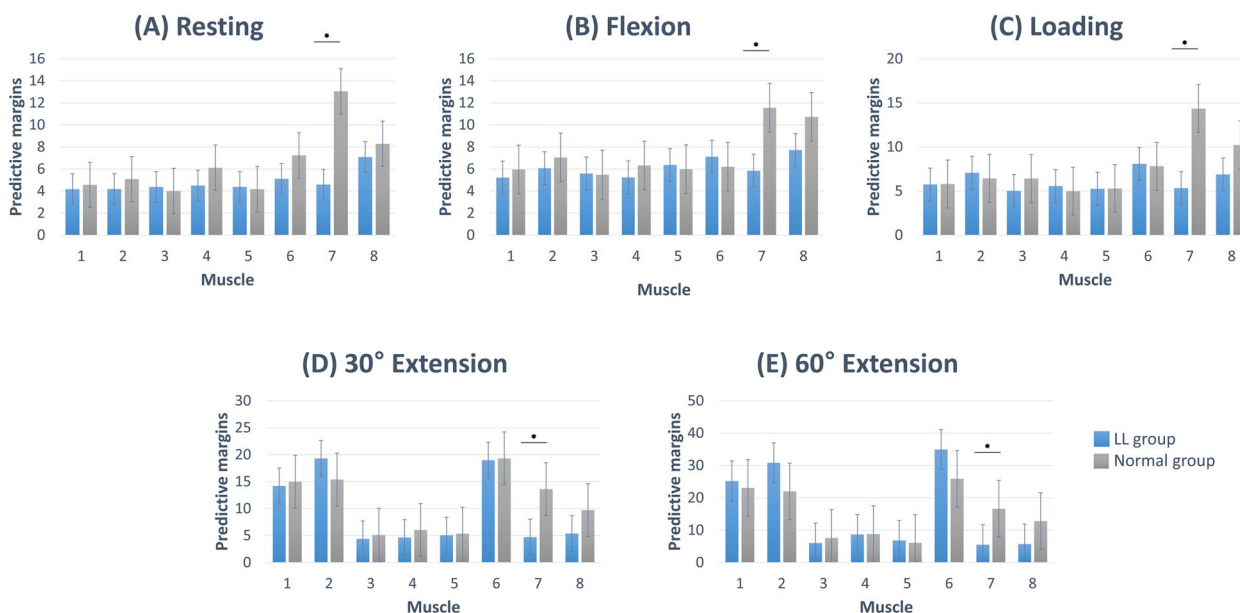 (A) Resting
*
Predictive margins
16
14
12
10
8
6
4
2
0
1 2 3 4 5 6 7 8
Muscle
(B) Flexion
*
Predictive margins
16
14
12
10
8
6
4
2
0
1 2 3 4 5 6 7 8
Muscle
(C) Loading
*
Predictive margins
20
15
10
5
0
1 2 3 4 5 6 7 8
Muscle
(D) 30° Extension
*
Predictive margins
30
25
20
15
10
5
0
1 2 3 4 5 6 7 8
Muscle
(E) 60° Extension
*
Predictive margins
50
40
30
20
10
0
1 2 3 4 5 6 7 8
Muscle
LL group
Normal group